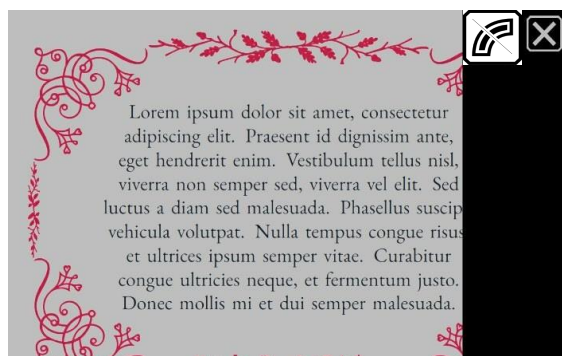 Lorem ipsum dolor sit amet, consectetur
adipiscing elit. Praesent id dignissim ante,
eget hendrerit enim. Vestibulum tellus nisl,
viverra non semper sed, viverra vel elit. Sed
luctus a diam sed malesuada. Phasellus suscip
vehicula volutpat. Nulla tempus congue risus
et ultrices ipsum semper vitae. Curabitur
congue ultricies neque, et fermentum justo.
Donec mollis mi et dui semper malesuada.